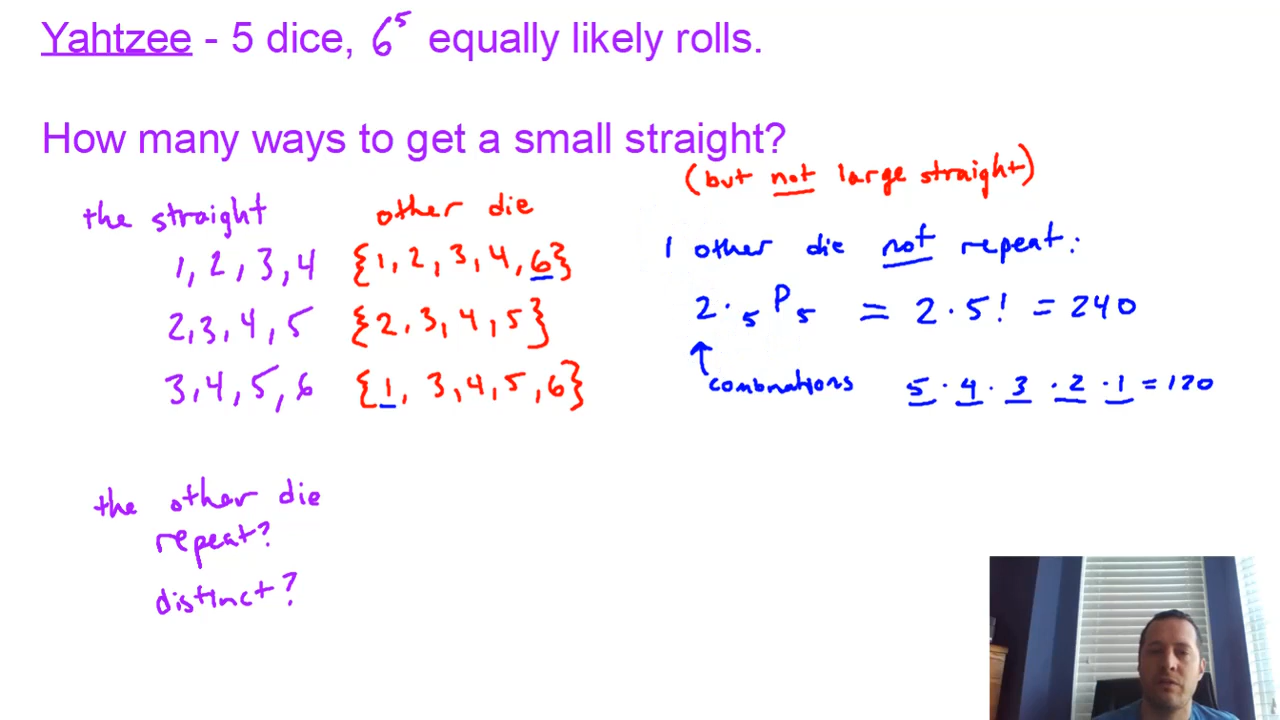 Yahtzee - 5 dice, 6⁵ equally likely rolls.
How many ways to get a small straight?
(but not large straight)
the straight other die
1, 2, 3, 4 {1, 2, 3, 4, 6}
2, 3, 4, 5 {2, 3, 4, 5}
3, 4, 5, 6 {1, 3, 4, 5, 6}
the other die
repeat?
distinct?
1 other die not repeat:
2 · ₅P₅ = 2 · 5! = 240
↑
combinations 5 · 4 · 3 · 2 · 1 = 120